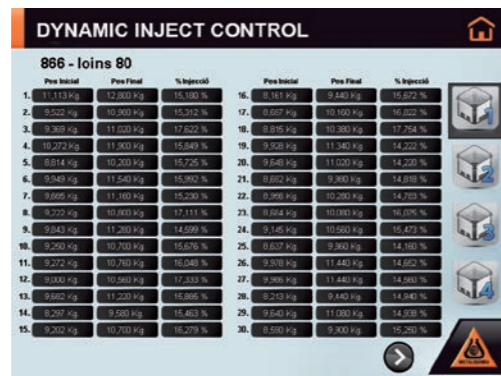 DYNAMIC INJECT CONTROL
866 - loins 80
Pes Inicial Pes Final % Injecció Pes Inicial Pes Final % Injecció
1. 11,113 Kg 12,800 Kg 15,180 % 16. 8,161 Kg 9,440 Kg 15,672 %
2. 9,522 Kg 10,980 Kg 15,312 % 17. 8,697 Kg 10,160 Kg 16,822 %
3. 9,369 Kg 11,020 Kg 17,622 % 18. 8,815 Kg 10,380 Kg 17,754 %
4. 10,272 Kg 11,900 Kg 15,849 % 19. 9,928 Kg 11,340 Kg 14,222 %
5. 8,814 Kg 10,200 Kg 15,725 % 20. 9,648 Kg 11,020 Kg 14,220 %
6. 9,949 Kg 11,540 Kg 15,992 % 21. 8,692 Kg 9,980 Kg 14,818 %
7. 9,685 Kg 11,160 Kg 15,230 % 22. 8,956 Kg 10,280 Kg 14,783 %
8. 9,222 Kg 10,800 Kg 17,111 % 23. 8,684 Kg 10,080 Kg 16,075 %
9. 9,843 Kg 11,280 Kg 14,599 % 24. 9,145 Kg 10,560 Kg 15,473 %
10. 9,250 Kg 10,700 Kg 15,676 % 25. 8,637 Kg 9,860 Kg 14,160 %
11. 9,272 Kg 10,760 Kg 16,048 % 26. 9,978 Kg 11,440 Kg 14,652 %
12. 9,000 Kg 10,560 Kg 17,333 % 27. 9,986 Kg 11,440 Kg 14,560 %
13. 9,682 Kg 11,220 Kg 15,885 % 28. 8,213 Kg 9,440 Kg 14,940 %
14. 8,297 Kg 9,580 Kg 15,463 % 29. 9,640 Kg 11,080 Kg 14,938 %
15. 9,202 Kg 10,700 Kg 16,279 % 30. 8,590 Kg 9,900 Kg 15,250 %
1
2
3
4